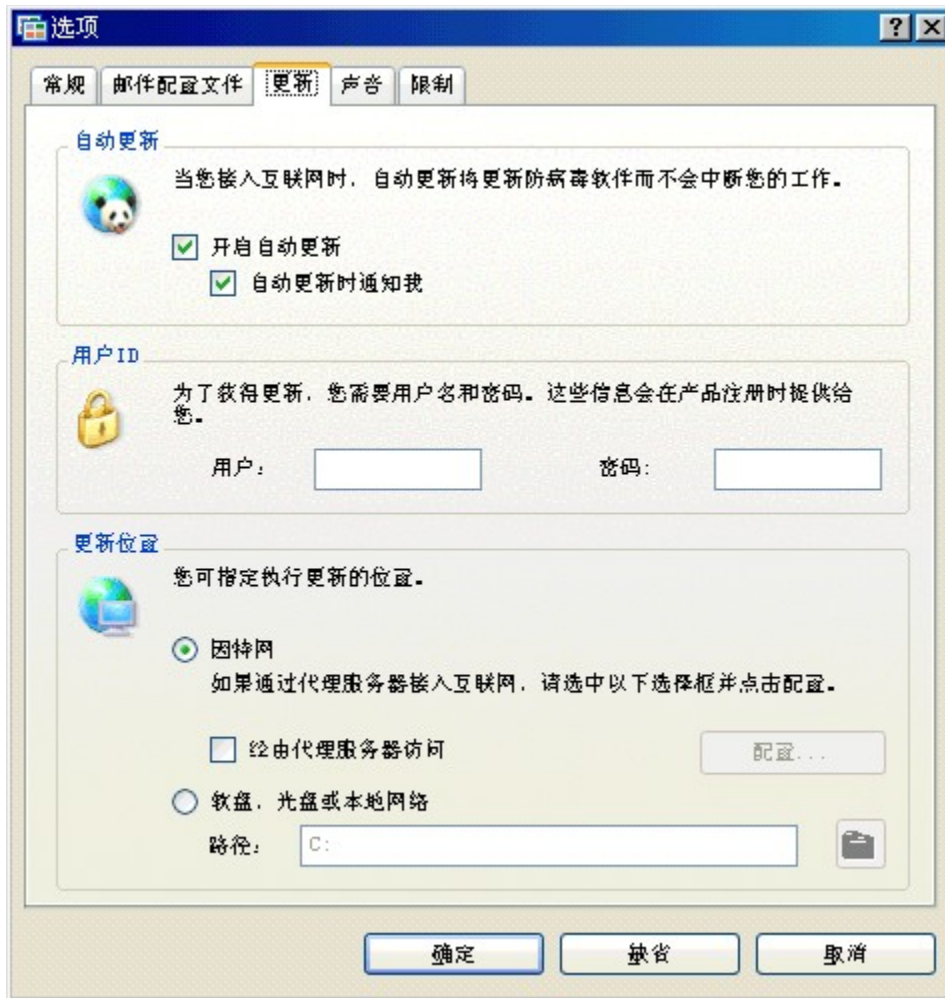 选项
常规 邮件配置文件 更新 声音 限制
自动更新
当您接入互联网时，自动更新将更新防病毒软件而不会中断您的工作。
开启自动更新
自动更新时通知我
用户ID
为了获得更新，您需要用户名和密码。这些信息会在产品注册时提供给
您。
用户： 密码：
更新位置
您可指定执行更新的位置。
因特网
如果通过代理服务器接入互联网，请选中以下选择框并点击配置。
经由代理服务器访问 配置...
软盘，光盘或本地网络
路径： C:
确定 缺省 取消